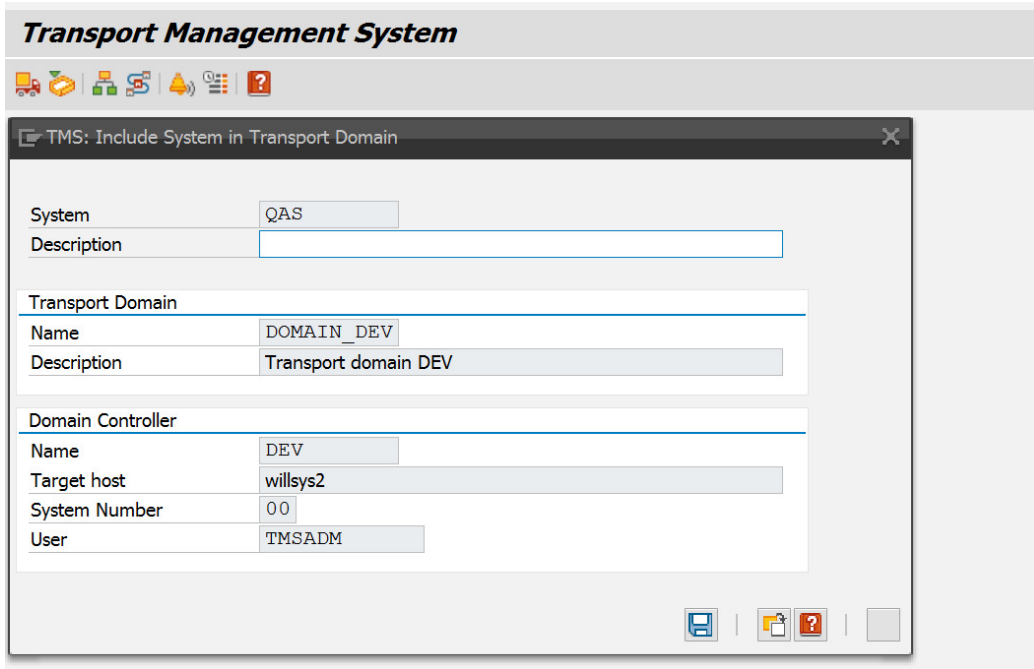 Transport Management System
TMS: Include System in Transport Domain
System QAS
Description
Transport Domain
Name DOMAIN_DEV
Description Transport domain DEV
Domain Controller
Name DEV
Target host willsys2
System Number 00
User TMSADM